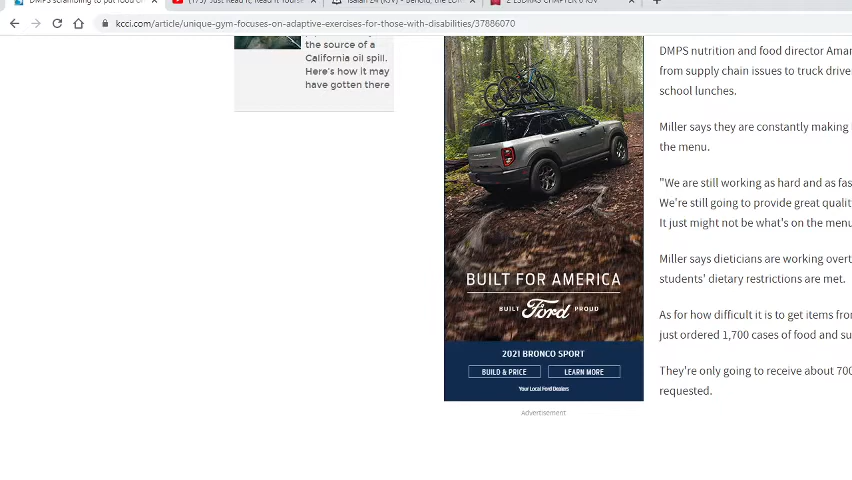 DMPS scrambling to put food
(175) Just Read It, Read It Yourse
Isaiah 24 (KJV) - Behold, the LORD
2 ESDRAS CHAPTER 6 KJV
kcci.com/article/unique-gym-focuses-on-adaptive-exercises-for-those-with-disabilities/37886070
the source of a
California oil spill.
Here's how it may
have gotten there
BUILT FOR AMERICA
BUILT Ford PROUD
2021 BRONCO SPORT
BUILD & PRICE LEARN MORE
Your Local Ford Dealers
Advertisement
DMPS nutrition and food director Aman
from supply chain issues to truck drive
school lunches.
Miller says they are constantly making
the menu.
"We are still working as hard and as fas
We're still going to provide great qualit
It just might not be what's on the menu
Miller says dieticians are working overt
students' dietary restrictions are met.
As for how difficult it is to get items fro
just ordered 1,700 cases of food and su
They're only going to receive about 700
requested.